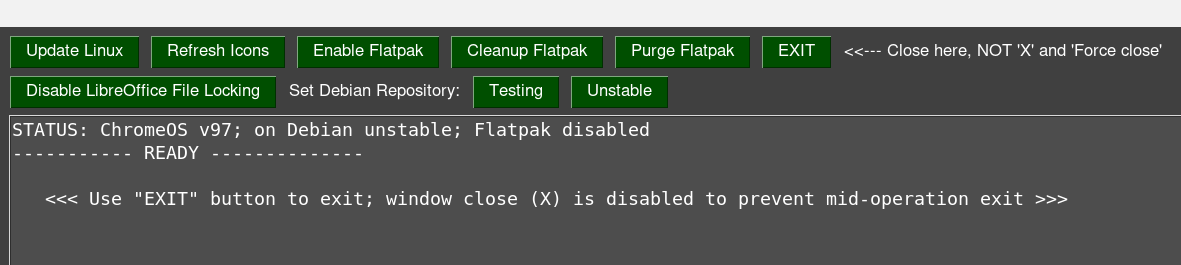 Update Linux Refresh Icons Enable Flatpak Cleanup Flatpak Purge Flatpak EXIT <<--- Close here, NOT 'X' and 'Force close'
Disable LibreOffice File Locking Set Debian Repository: Testing Unstable
STATUS: ChromeOS v97; on Debian unstable; Flatpak disabled
----------- READY --------------
<<< Use "EXIT" button to exit; window close (X) is disabled to prevent mid-operation exit >>>